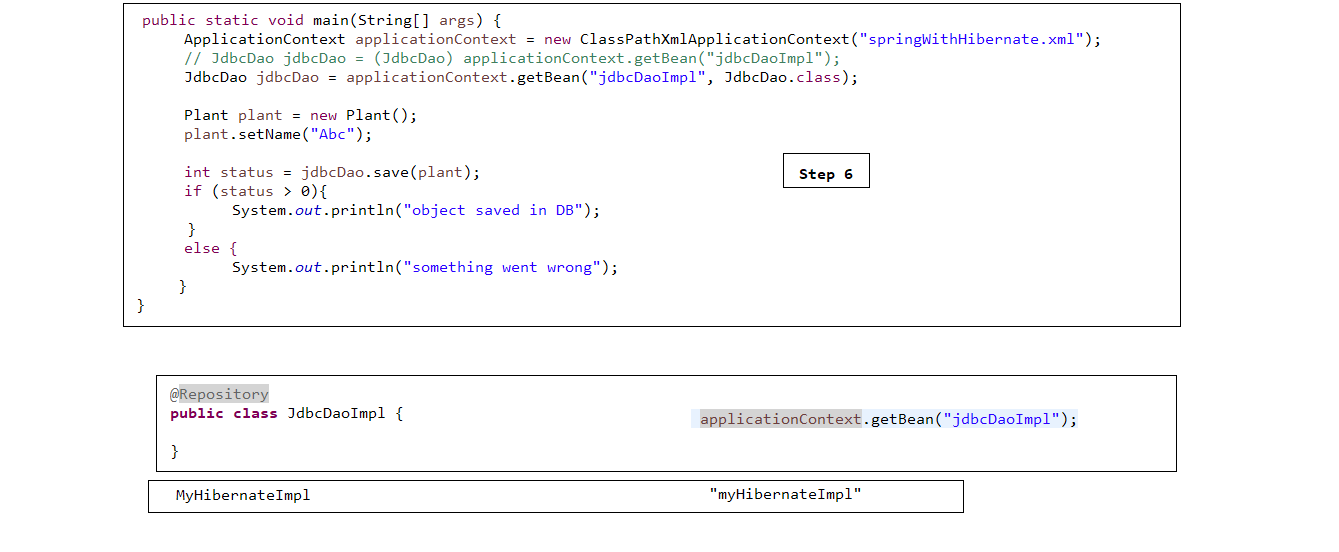 public static void main(String[] args) {
ApplicationContext applicationContext = new ClassPathXmlApplicationContext("springWithHibernate.xml");
// JdbcDao jdbcDao = (JdbcDao) applicationContext.getBean("jdbcDaoImpl");
JdbcDao jdbcDao = applicationContext.getBean("jdbcDaoImpl", JdbcDao.class);
Plant plant = new Plant();
plant.setName("Abc");
int status = jdbcDao.save(plant);
Step 6
if (status > 0){
System.out.println("object saved in DB");
}
else {
System.out.println("something went wrong");
}
}
@Repository
public class JdbcDaoImpl {
applicationContext.getBean("jdbcDaoImpl");
}
MyHibernateImpl "myHibernateImpl"